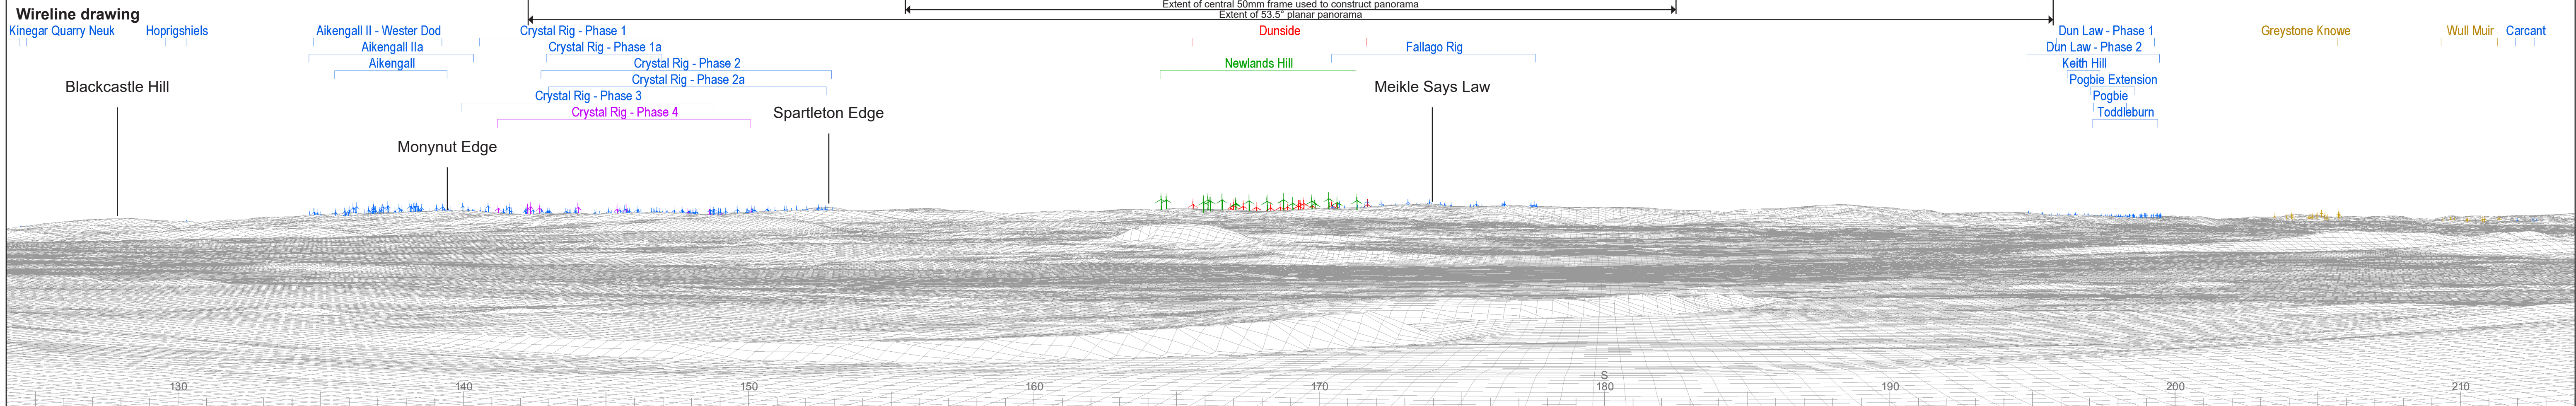 Extent of central 50mm frame used to construct panorama
Wireline drawing
Extent of 53.5° planar panorama
Kinegar Quarry Neuk
Hoprigshiels
Aikengall II - Wester Dod
Crystal Rig - Phase 1
Dunside
Dun Law - Phase 1
Greystone Knowe
Wull Muir
Carcant
Aikengall IIa
Crystal Rig - Phase 1a
Fallago Rig
Dun Law - Phase 2
Aikengall
Crystal Rig - Phase 2
Newlands Hill
Keith Hill
Crystal Rig - Phase 2a
Pogbie Extension
Blackcastle Hill
Meikle Says Law
Crystal Rig - Phase 3
Pogbie
Crystal Rig - Phase 4
Spartleton Edge
Toddleburn
Monynut Edge
S
130 140 150 160 170 180 190 200 210